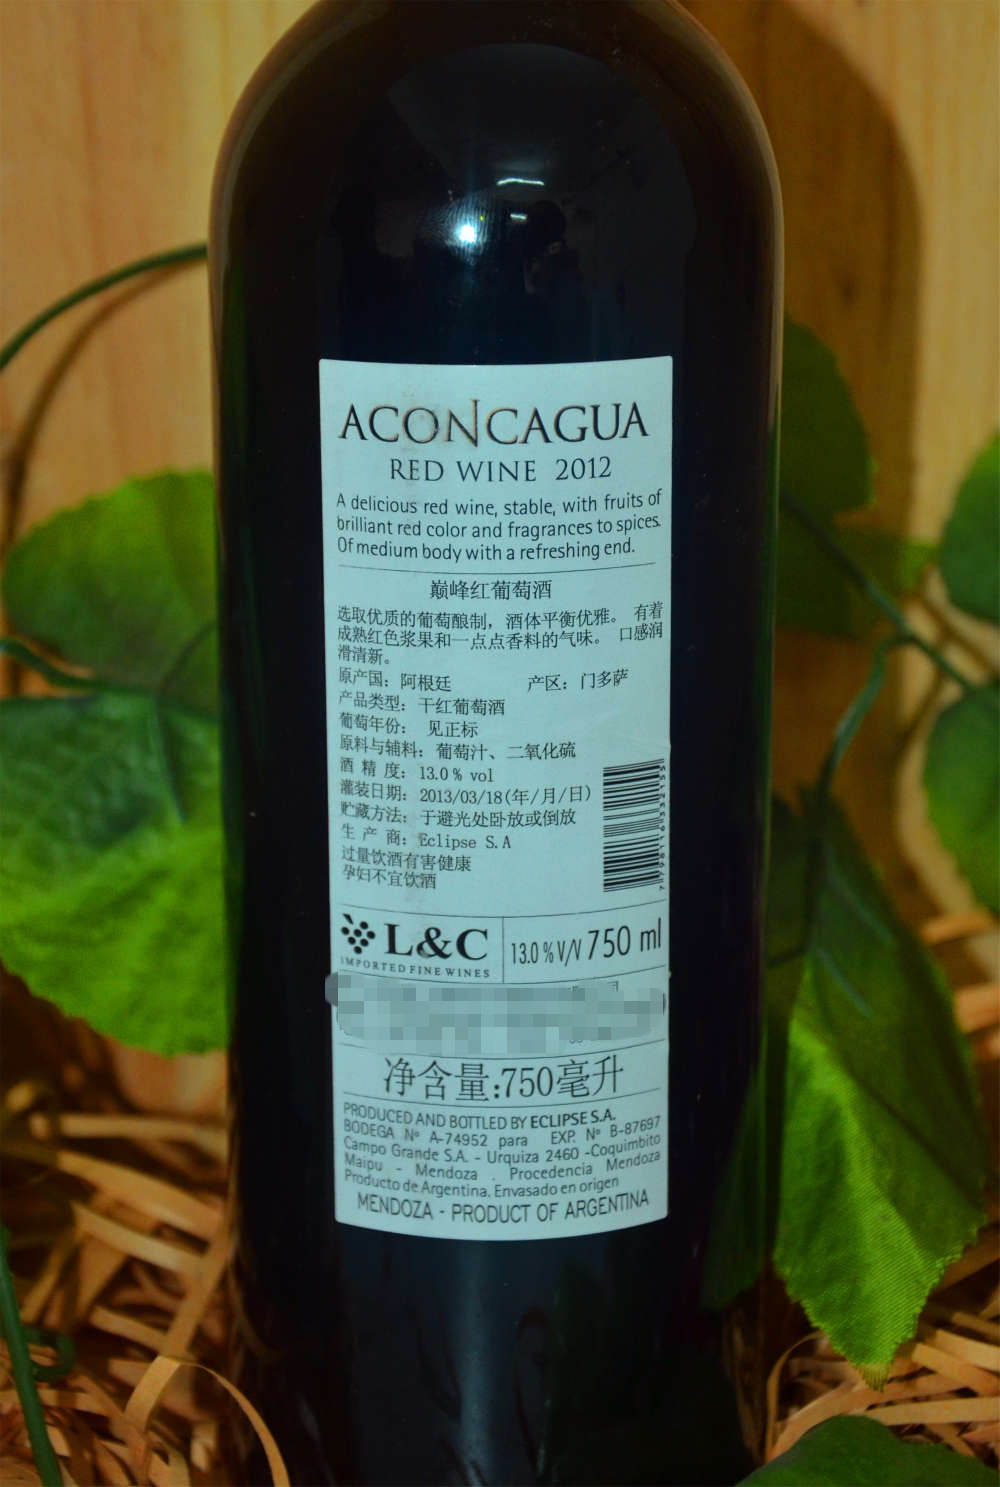 ACONCAGUA
RED WINE 2012
A delicious red wine, stable, with fruits of
brilliant red color and fragrances to spices.
Of medium body with a refreshing end.
巅峰红葡萄酒
选取优质的葡萄酿制，酒体平衡优雅。 有着
成熟红色浆果和一点点香料的气味。 口感润
滑清新。
原产国：阿根廷 产区：门多萨
产品类型：干红葡萄酒
葡萄年份： 见正标
原料与辅料：葡萄汁、二氧化硫
酒 精 度：13.0% vol
灌装日期：2013/03/18(年/月/日)
贮藏方法：于避光处卧放或倒放
生 产 商：Eclipse S.A
过量饮酒有害健康
孕妇不宜饮酒
7798116332155
L&C
IMPORTED FINE WINES
13.0 % V/V 750 ml
净含量:750毫升
PRODUCED AND BOTTLED BY ECLIPSE S.A.
BODEGA Nº A-74952 para EXP. Nº B-87697
Campo Grande S.A. - Urquiza 2460 -Coquimbito
Maipu - Mendoza . Procedencia Mendoza
Producto de Argentina. Envasado en origen
MENDOZA - PRODUCT OF ARGENTINA